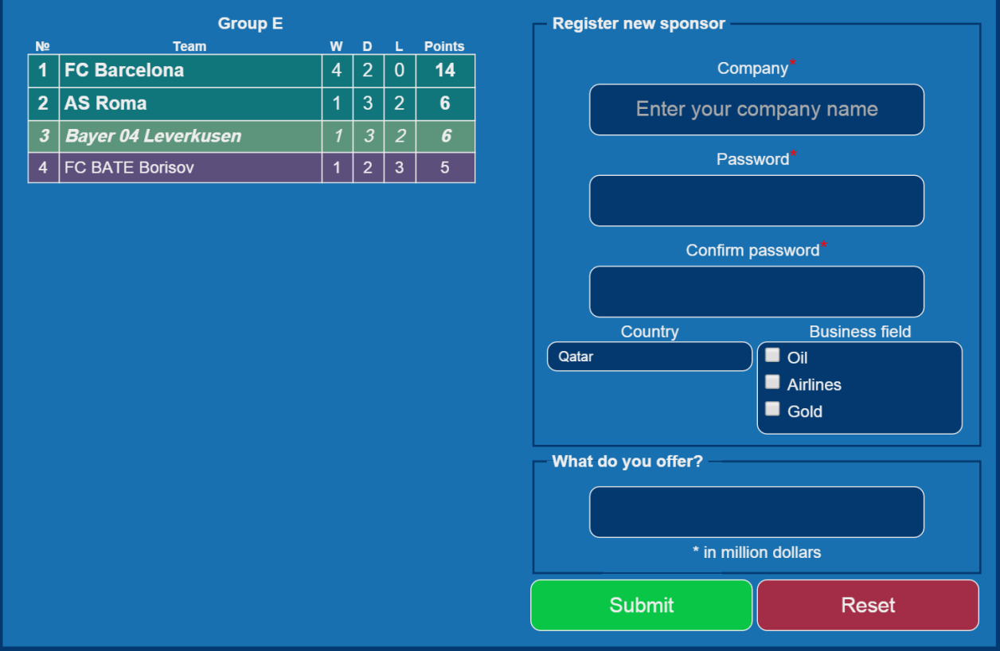 Group E
№ Team W D L Points
1 FC Barcelona 4 2 0 14
2 AS Roma 1 3 2 6
3 Bayer 04 Leverkusen 1 3 2 6
4 FC BATE Borisov 1 2 3 5
Register new sponsor
Company*
Enter your company name
Password*
Confirm password*
Country
Qatar
Business field
Oil
Airlines
Gold
What do you offer?
* in million dollars
Submit
Reset